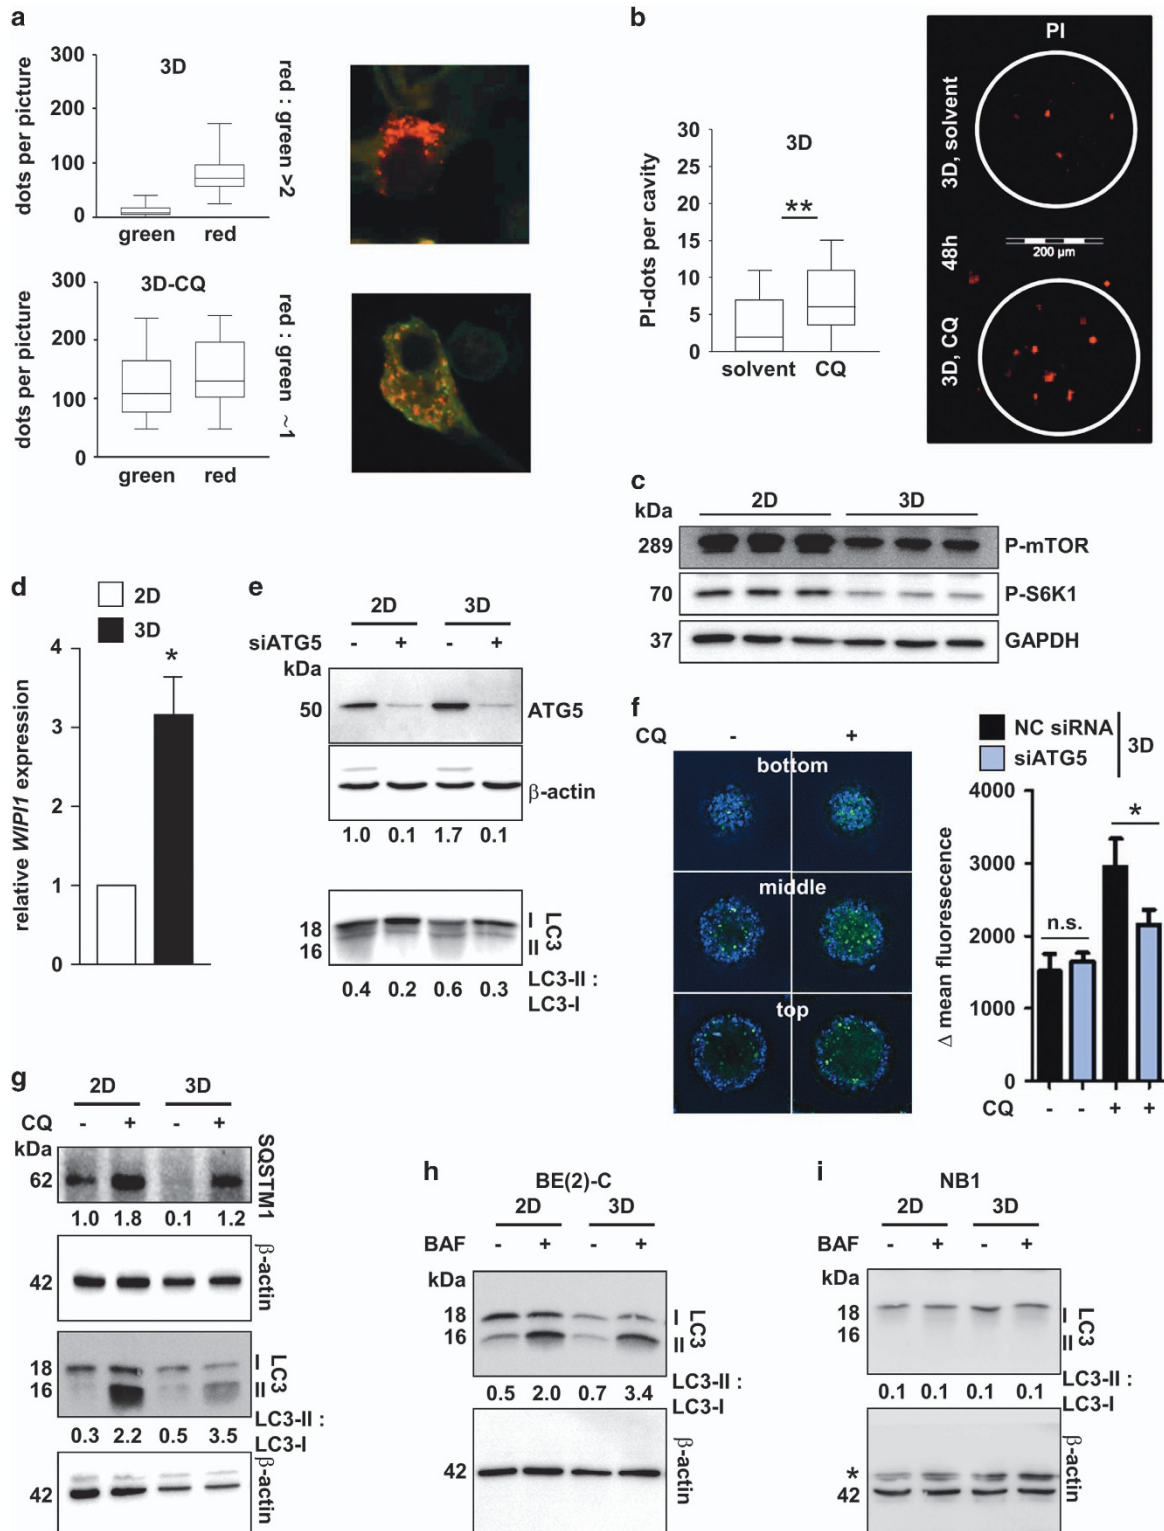 a
3D
dots per picture
300
200
100
0
green red
red : green >2
3D-CQ
dots per picture
300
200
100
0
green red
red : green ~1
b
3D
PI-dots per cavity
30
25
20
15
10
5
0
**
solvent CQ
PI
3D, solvent
48h
200 µm
3D, CQ
c
kDa 2D 3D
289 P-mTOR
70 P-S6K1
37 GAPDH
d
2D
3D
relative WIPI1 expression
4
3
2
1
0
*
e
2D 3D
siATG5 - + - +
kDa
50 ATG5
β-actin
1.0 0.1 1.7 0.1
18 I LC3
16 II
0.4 0.2 0.6 0.3 LC3-II :
LC3-I
f
CQ - +
bottom
middle
top
NC siRNA
siATG5
3D
Δ mean fluoresecence
4000
3000
2000
1000
0
n.s.
*
CQ - - + +
g
2D 3D
CQ - + - +
kDa
62 SQSTM1
1.0 1.8 0.1 1.2
42 β-actin
18 I LC3
16 II
0.3 2.2 0.5 3.5 LC3-II :
LC3-I
42 β-actin
h
BE(2)-C
2D 3D
BAF - + - +
kDa
18 I LC3
16 II
0.5 2.0 0.7 3.4 LC3-II :
LC3-I
42 β-actin
i
NB1
2D 3D
BAF - + - +
kDa
18 I LC3
16 II
0.1 0.1 0.1 0.1 LC3-II :
LC3-I
*
42 β-actin